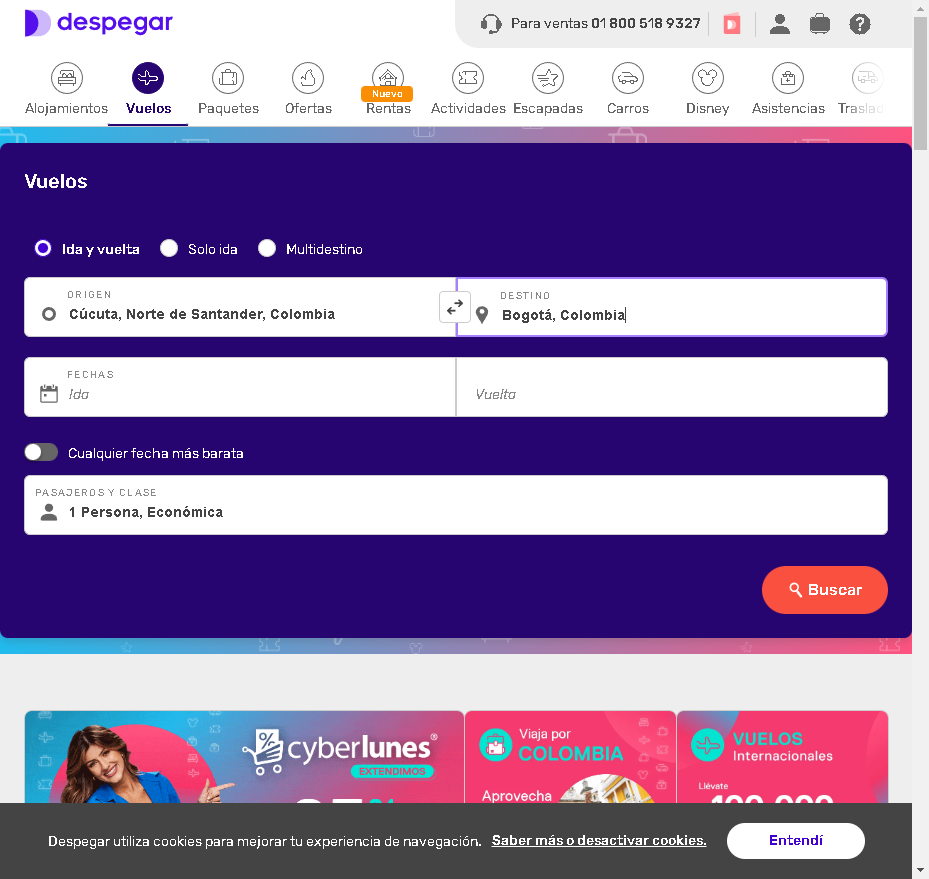 despegar
Para ventas 01 800 518 9327
Alojamientos
Vuelos
Paquetes
Ofertas
Nuevo
Rentas
Actividades
Escapadas
Carros
Disney
Asistencias
Vuelos
Ida y vuelta
Solo ida
Multidestino
ORIGEN
Cúcuta, Norte de Santander, Colombia
DESTINO
Bogotá, Colombia
FECHAS
Ida
Vuelta
Cualquier fecha más barata
PASAJEROS Y CLASE
1 Persona, Económica
Buscar
cyberlunes
EXTENDIMOS
Viaja por
COLOMBIA
Aprovecha
VUELOS
Internacionales
Llévate
Despegar utiliza cookies para mejorar tu experiencia de navegación. Saber más o desactivar cookies.
Entendí